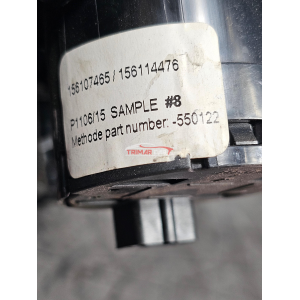 156107465 / 156114476
P1106/15 SAMPLE #8
Methode part number: -550122
TRIMAR